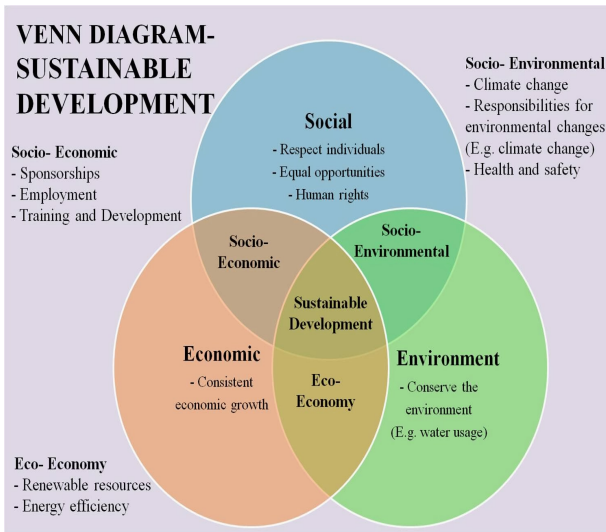 VENN DIAGRAM-
SUSTAINABLE
DEVELOPMENT
Socio- Economic
- Sponsorships
- Employment
- Training and Development
Socio- Environmental
- Climate change
- Responsibilities for
environmental changes
(E.g. climate change)
- Health and safety
Social
- Respect individuals
- Equal opportunities
- Human rights
Socio-
Economic
Socio-
Environmental
Sustainable
Development
Economic
- Consistent
economic growth
Eco-
Economy
Environment
- Conserve the
environment
(E.g. water usage)
Eco- Economy
- Renewable resources
- Energy efficiency